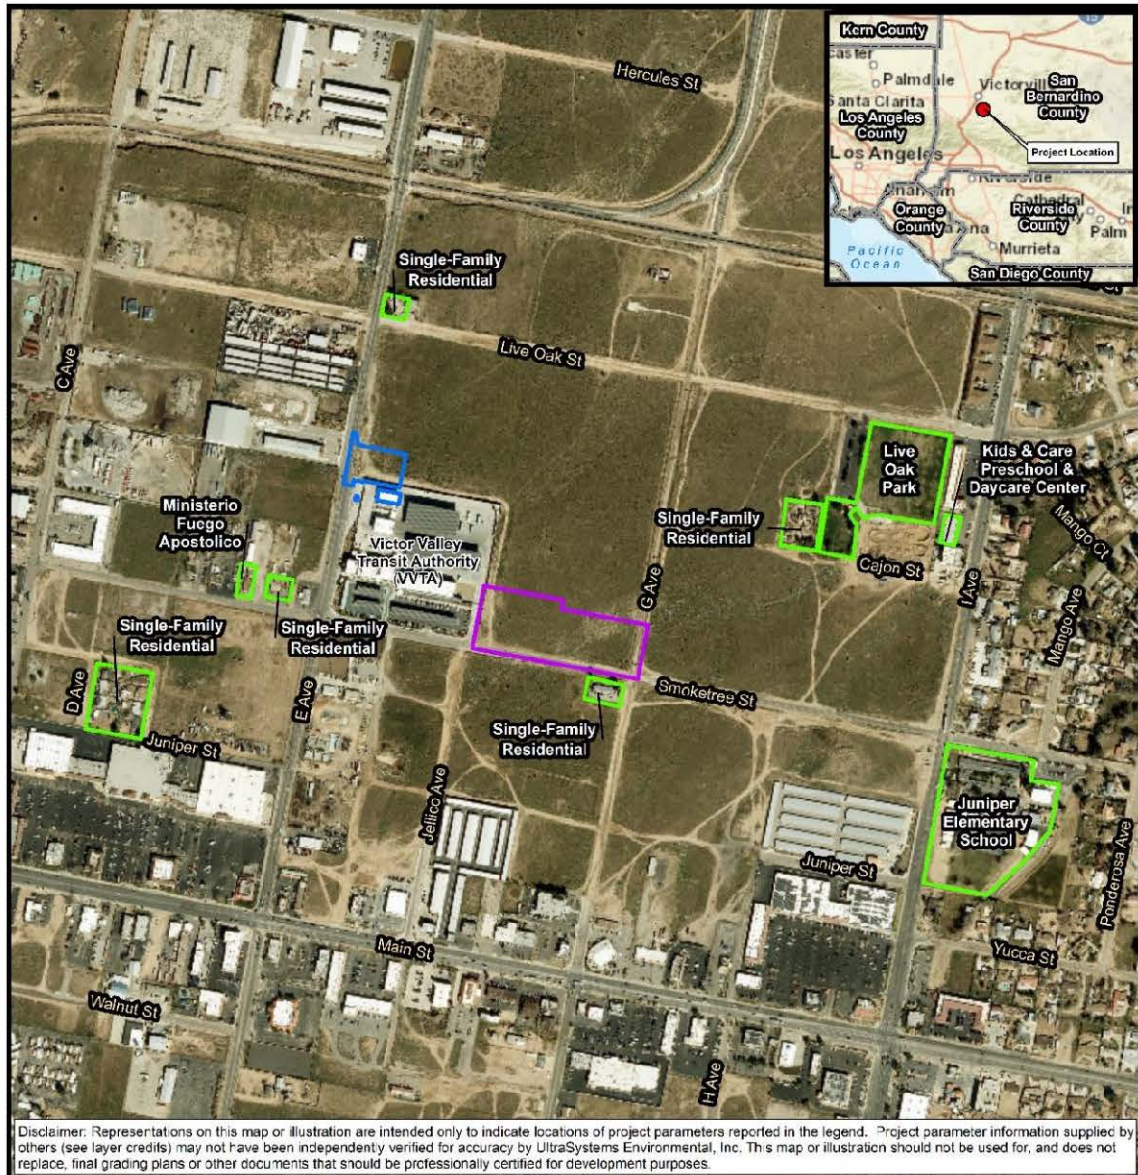 Hercules St
Kern County
15
caster
Palmdale
Victorvill
San
Bernardino
County
Santa Clarita
Los Angeles
County
Los Angeles
Project Location
Anaheim
Orange
County
Riverside
County
Cathedral
Palm
Murrieta
Pacific
Ocean
San Diego County
Single-Family
Residential
Live Oak St
C Ave
Live
Oak
Park
Kids & Care
Preschool &
Daycare Center
Ministerio
Fuego
Apostolico
Victor Valley
Transit Authority
(VVTA)
Single-Family
Residential
Mango Ct
Cajon St
G Ave
I Ave
Mango Ave
Single-Family
Residential
Single-Family
Residential
D Ave
E Ave
Smoketree St
Single-Family
Residential
Juniper St
Jellico Ave
Juniper
Elementary
School
Juniper St
Ponderosa Ave
Main St
Yucca St
Walnut St
H Ave
Disclaimer: Representations on this map or illustration are intended only to indicate locations of project parameters reported in the legend. Project parameter information supplied by
others (see layer credits) may not have been independently verified for accuracy by UltraSystems Environmental, Inc. This map or illustration should not be used for, and does not
replace, final grading plans or other documents that should be professionally certified for development purposes.